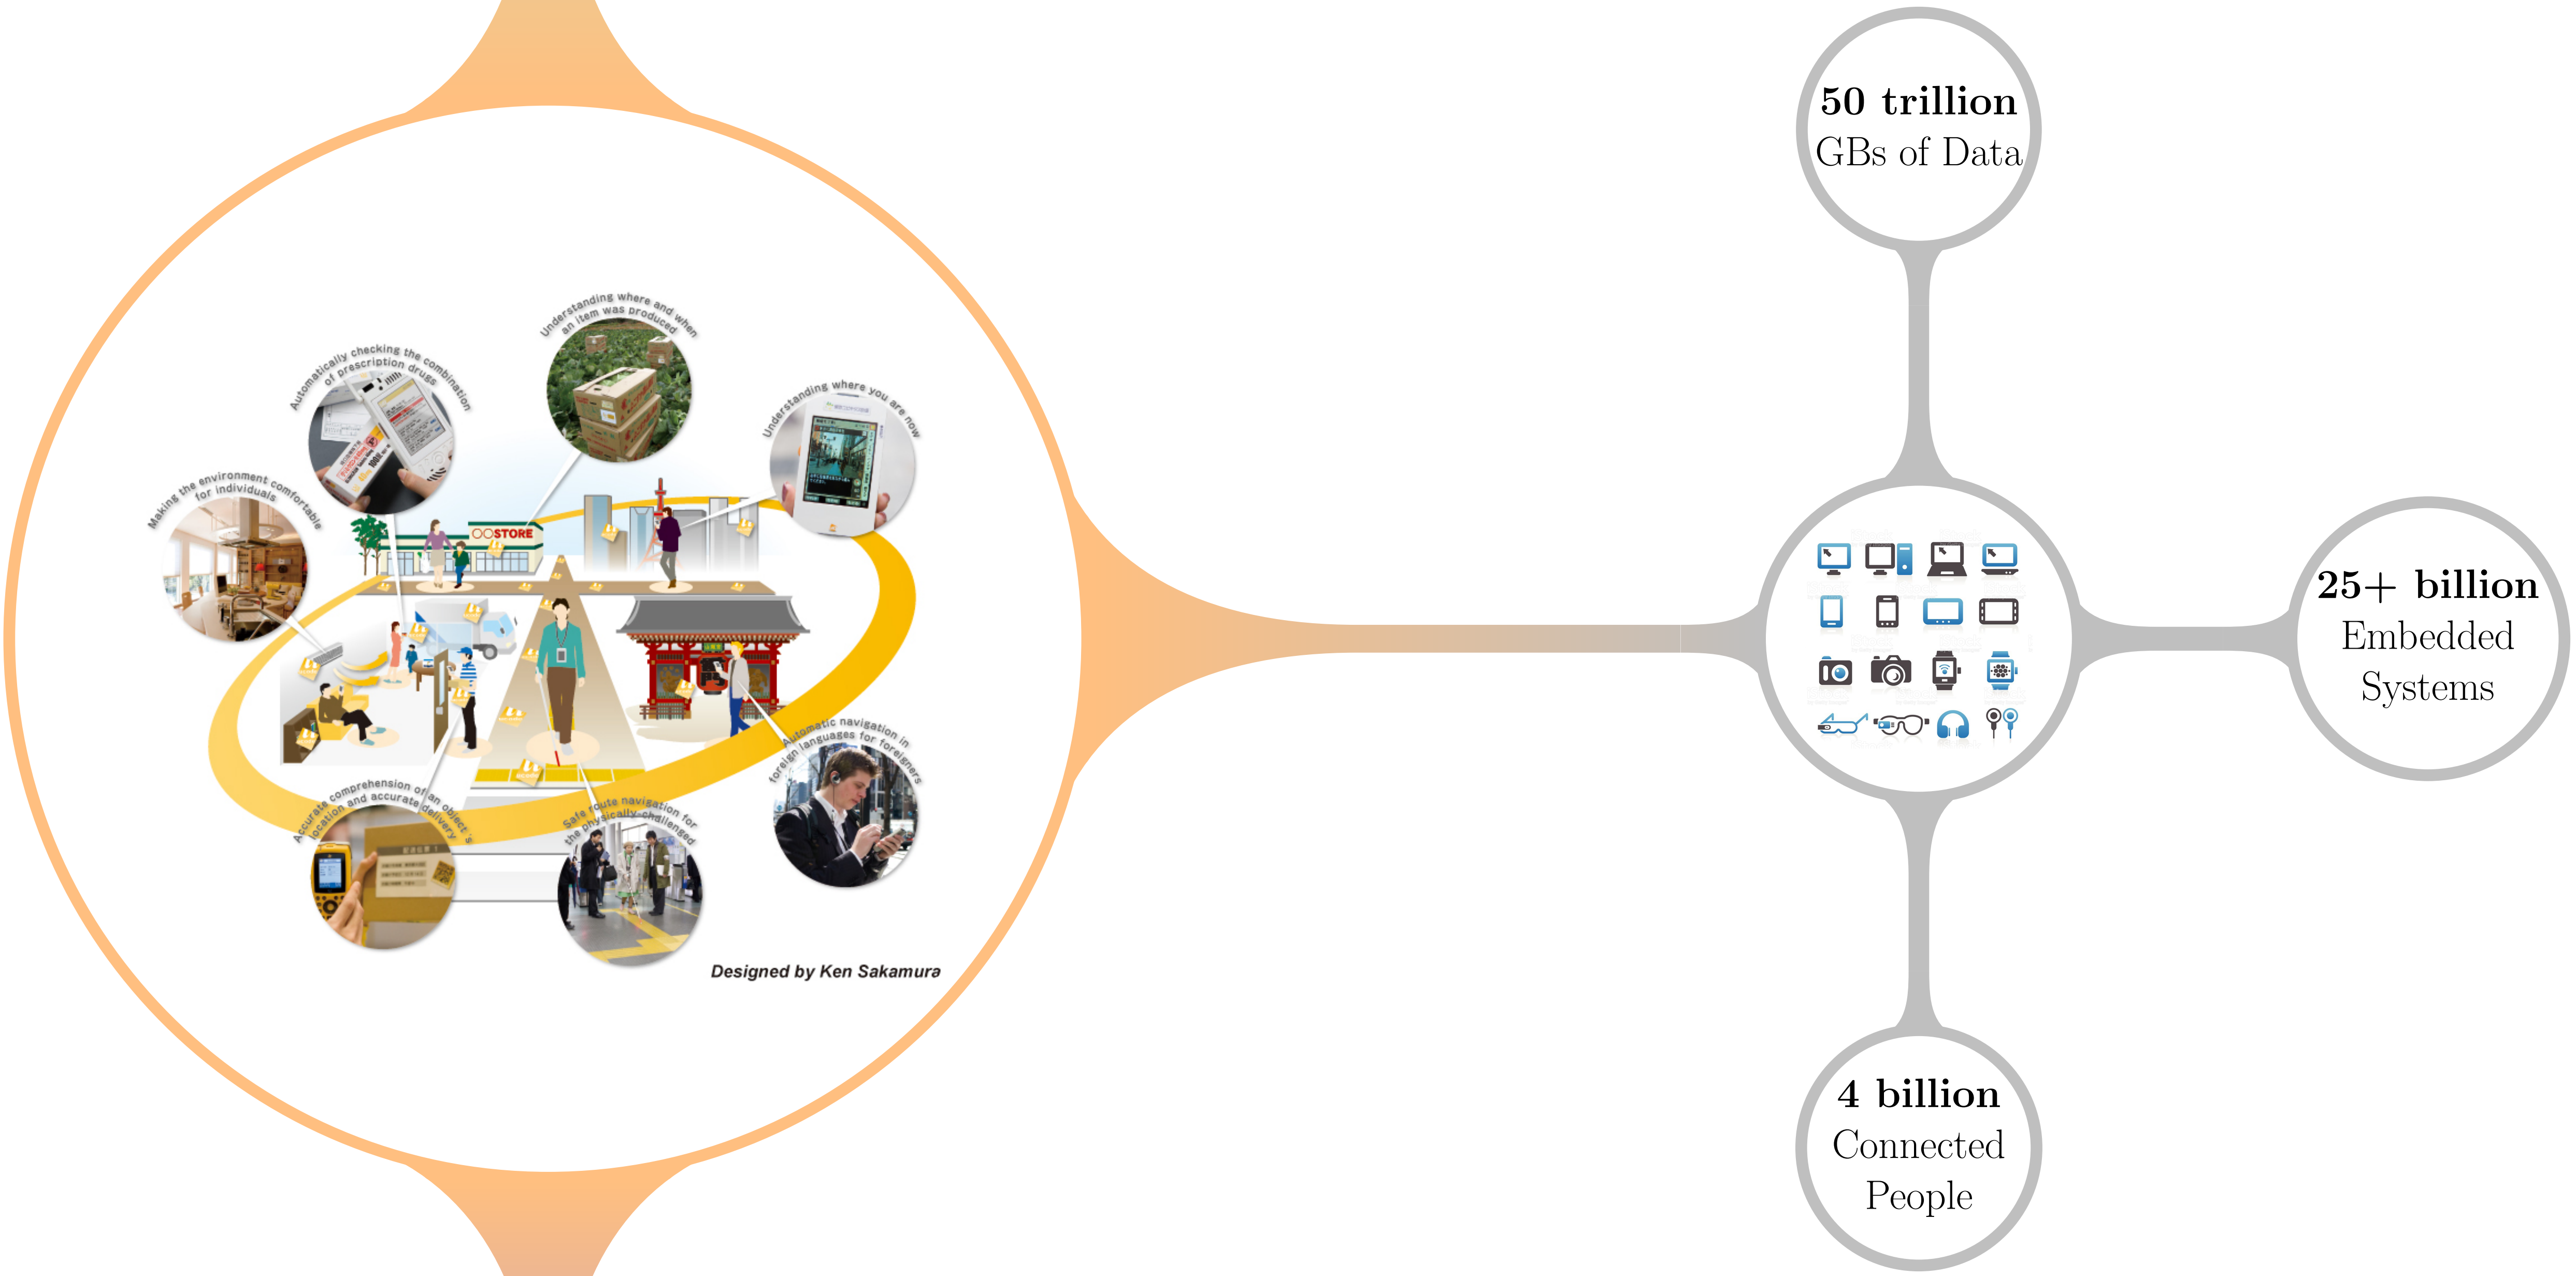 Understanding where and when
an item was produced
Automatically checking the combination
of prescription drugs
Understanding where you are now
Making the environment comfortable
for individuals
OOSTORE
Automatic navigation in
foreign languages for foreigners
Accurate comprehension of an object's
location and accurate delivery
Safe route navigation for
the physically challenged
Designed by Ken Sakamura
50 trillion
GBs of Data
25+ billion
Embedded
Systems
4 billion
Connected
People